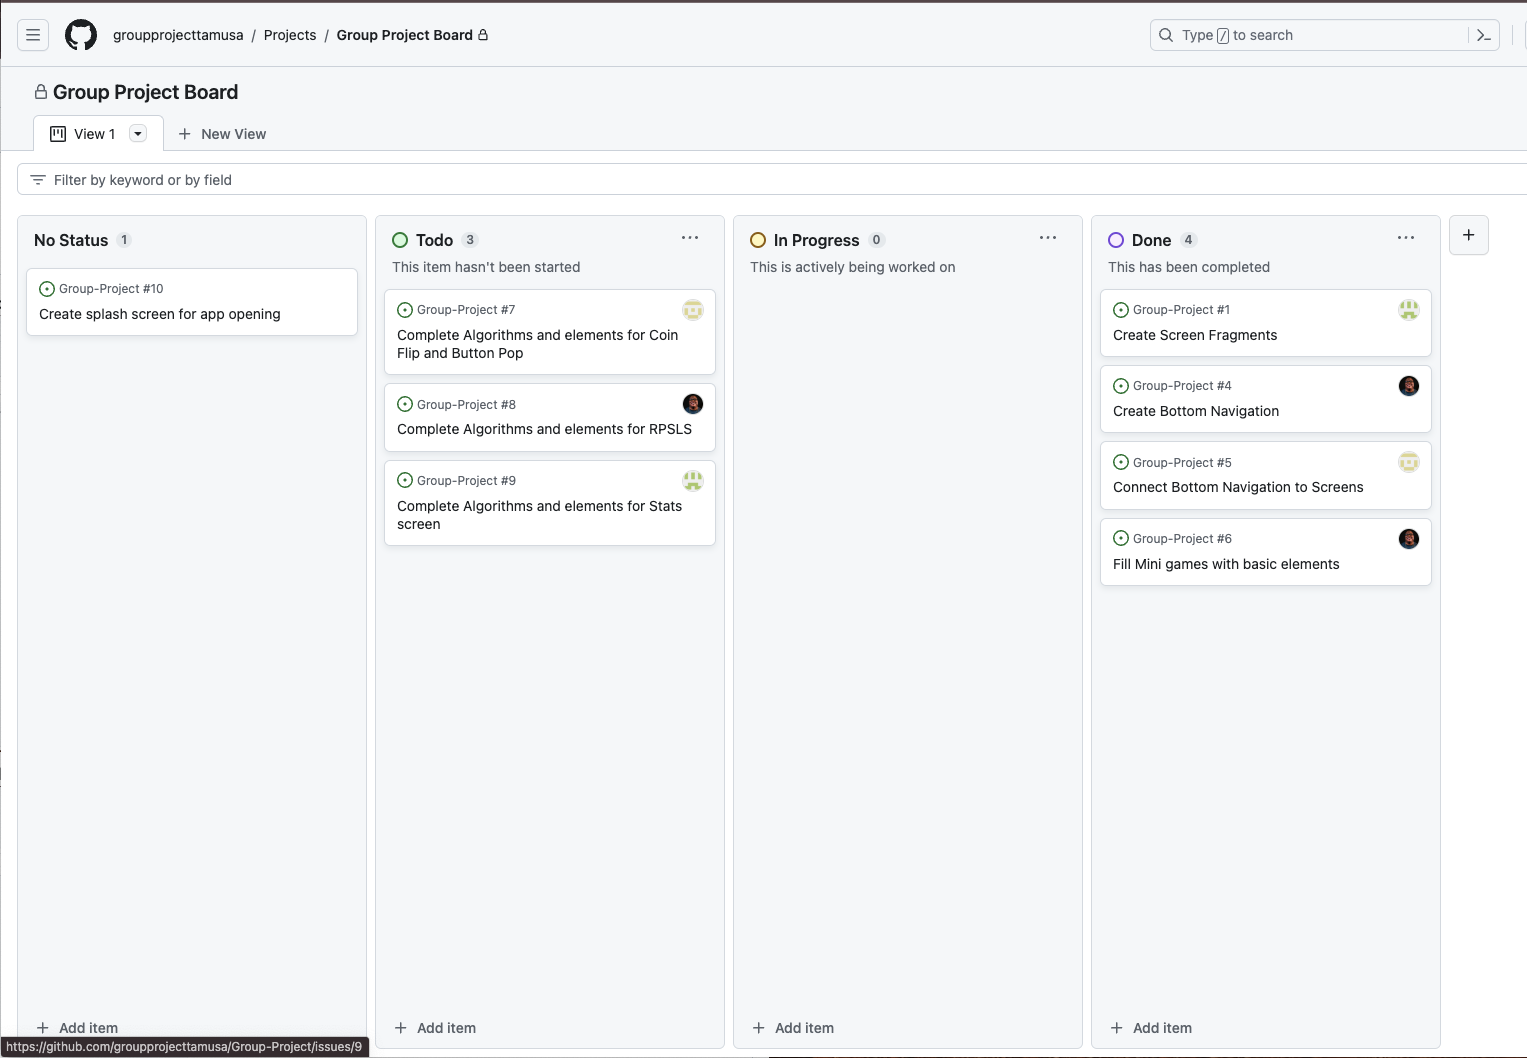 groupprojecttamusa / Projects / Group Project Board
Type / to search
Group Project Board
View 1
New View
Filter by keyword or by field
No Status 1
Group-Project #10
Create splash screen for app opening
Add item
Todo 3
This item hasn't been started
Group-Project #7
Complete Algorithms and elements for Coin
Flip and Button Pop
Group-Project #8
Complete Algorithms and elements for RPSLS
Group-Project #9
Complete Algorithms and elements for Stats
screen
Add item
In Progress 0
This is actively being worked on
Add item
Done 4
This has been completed
Group-Project #1
Create Screen Fragments
Group-Project #4
Create Bottom Navigation
Group-Project #5
Connect Bottom Navigation to Screens
Group-Project #6
Fill Mini games with basic elements
Add item
https://github.com/groupprojecttamusa/Group-Project/issues/9